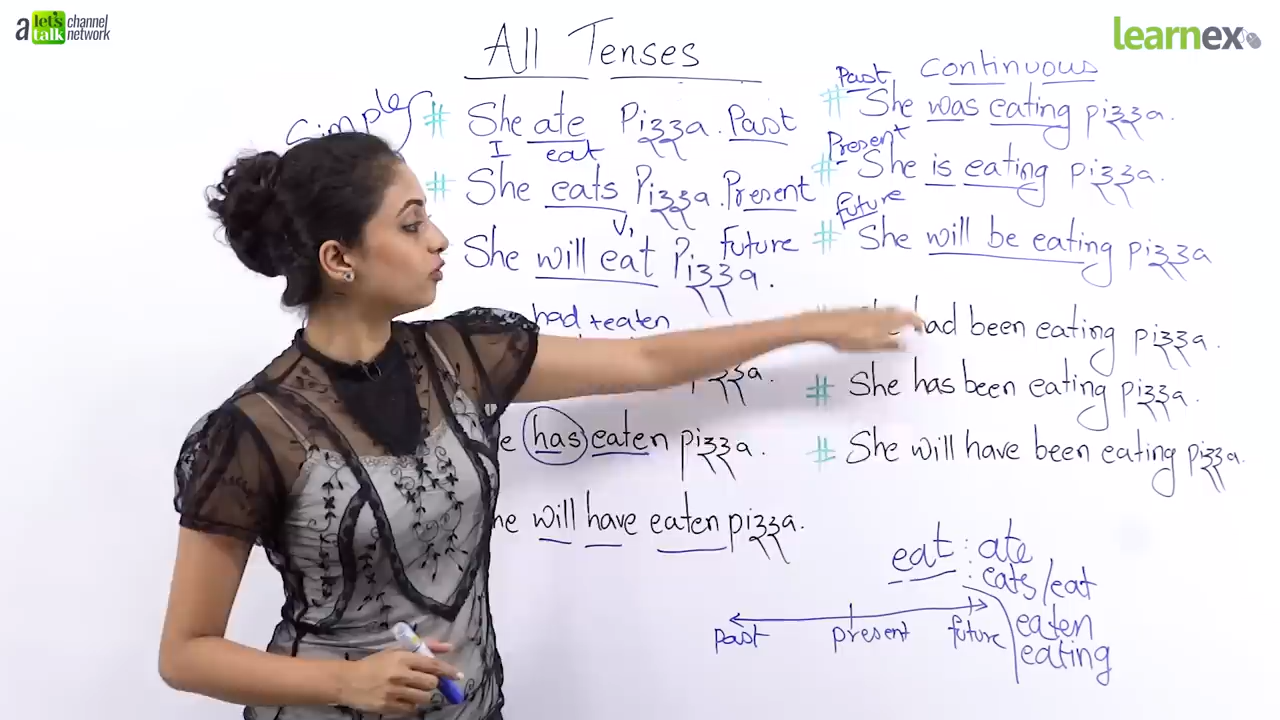 a let's talk channel network
learnex
All Tenses
Simple
# She ate Pizza. Past
I eat
# She eats Pizza. Present
V1
She will eat Pizza. future
had + eaten
pizza.
has eaten pizza.
will have eaten pizza.
continuous
Past
# She was eating pizza.
Present
# She is eating pizza.
future
# She will be eating pizza
had been eating pizza.
# She has been eating pizza.
# She will have been eating pizza.
eat : ate
: eats/eat
eaten
eating
past present future